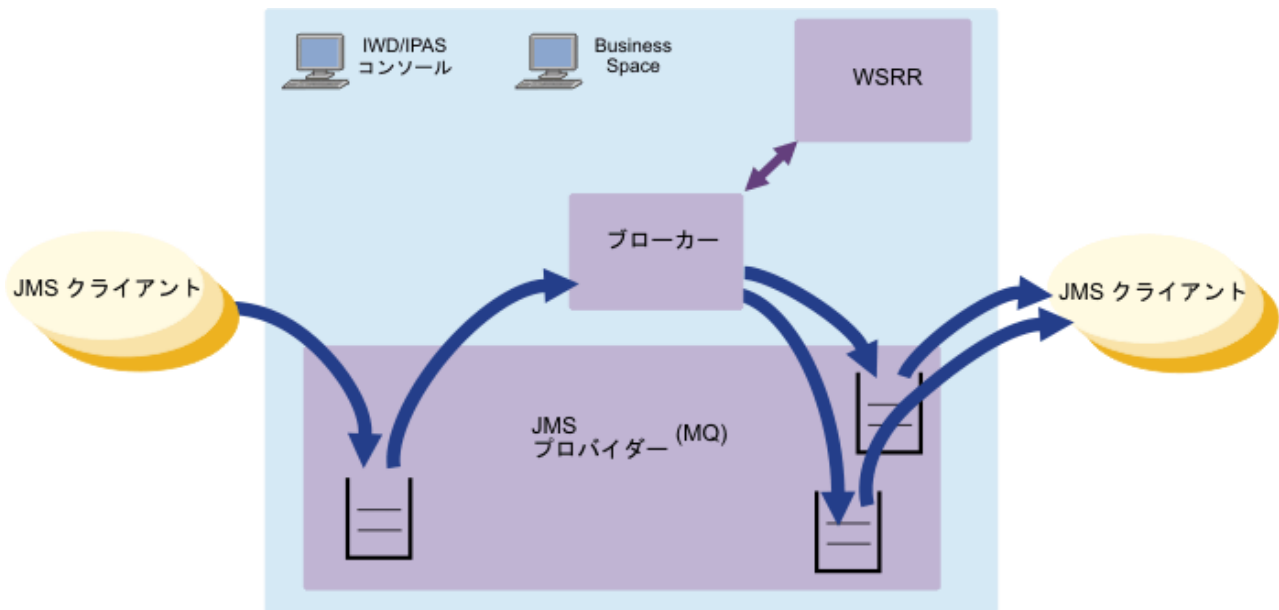 IWD/IPAS
コンソール
Business
Space
WSRR
ブローカー
JMS クライアント
JMS クライアント
JMS
プロバイダー (MQ)